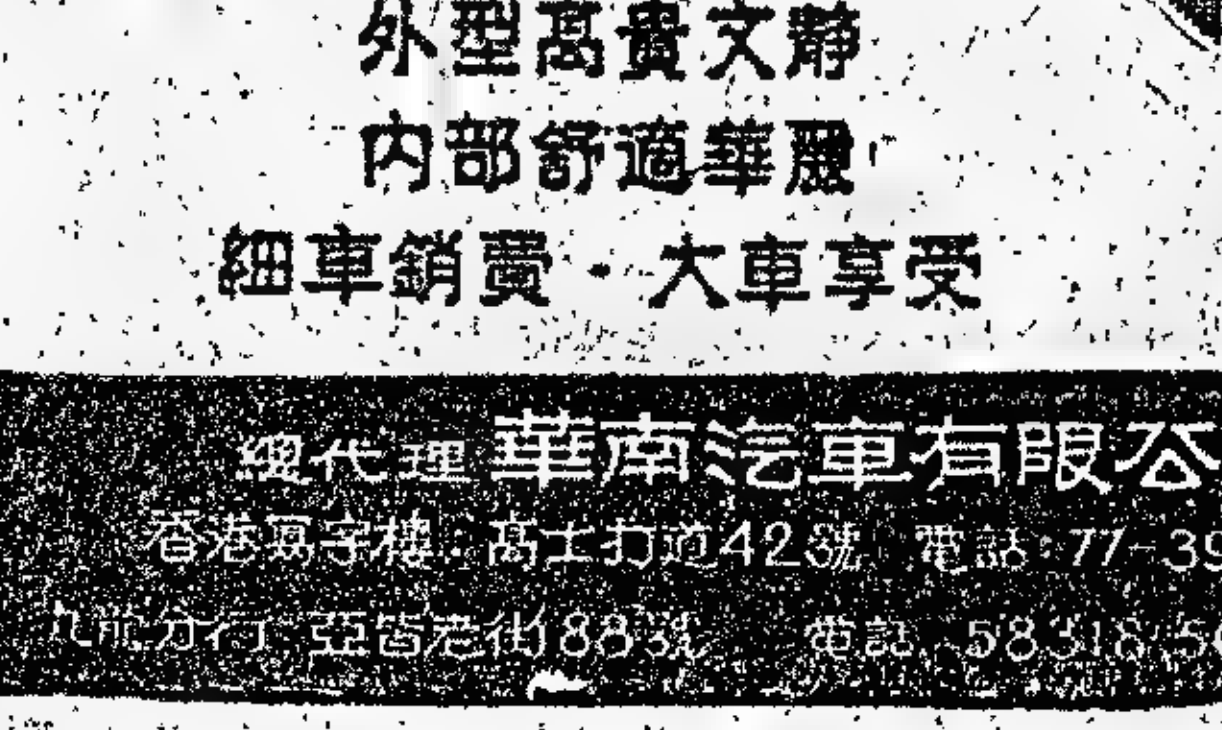 外型高貴文靜
內部舒適華麗
細車銷費・大車享受
總代理 華南汽車有限公
香港寫字樓:高士打道42號 電話:77-39
九龍分行 亞皆老街88號 電話 58318 5